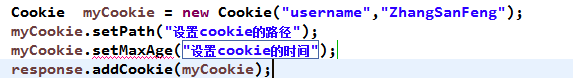 Cookie  myCookie = new Cookie("username","ZhangSanFeng");
myCookie.setPath("设置cookie的路径");
myCookie.setMaxAge("设置cookie的时间");
response.addCookie(myCookie);